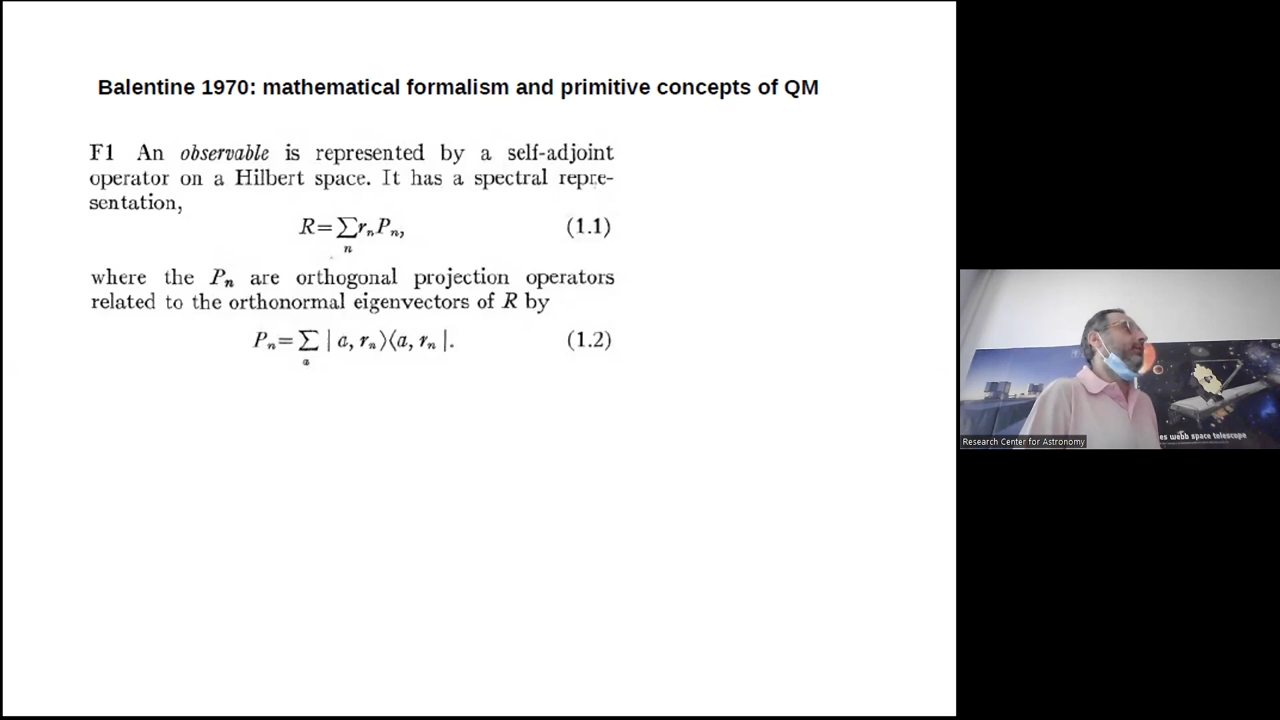 Balentine 1970: mathematical formalism and primitive concepts of QM
F1 An observable is represented by a self-adjoint
operator on a Hilbert space. It has a spectral repre-
sentation,
R=∑rₙPₙ, (1.1)
n
where the Pₙ are orthogonal projection operators
related to the orthonormal eigenvectors of R by
Pₙ=∑ | a, rₙ⟩⟨a, rₙ |. (1.2)
a
es webb space telescope
Research Center for Astronomy